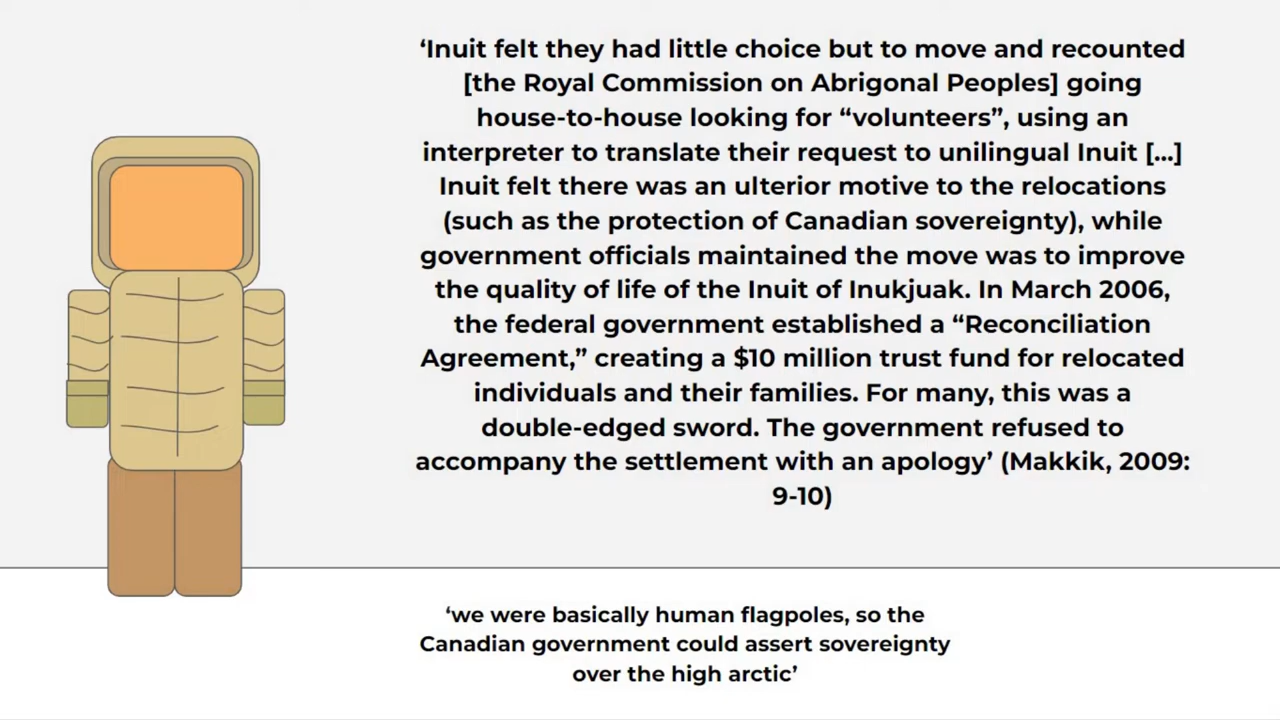 ‘Inuit felt they had little choice but to move and recounted
[the Royal Commission on Abrigonal Peoples] going
house-to-house looking for “volunteers”, using an
interpreter to translate their request to unilingual Inuit [...]
Inuit felt there was an ulterior motive to the relocations
(such as the protection of Canadian sovereignty), while
government officials maintained the move was to improve
the quality of life of the Inuit of Inukjuak. In March 2006,
the federal government established a “Reconciliation
Agreement,” creating a $10 million trust fund for relocated
individuals and their families. For many, this was a
double-edged sword. The government refused to
accompany the settlement with an apology’ (Makkik, 2009:
9-10)
‘we were basically human flagpoles, so the
Canadian government could assert sovereignty
over the high arctic’